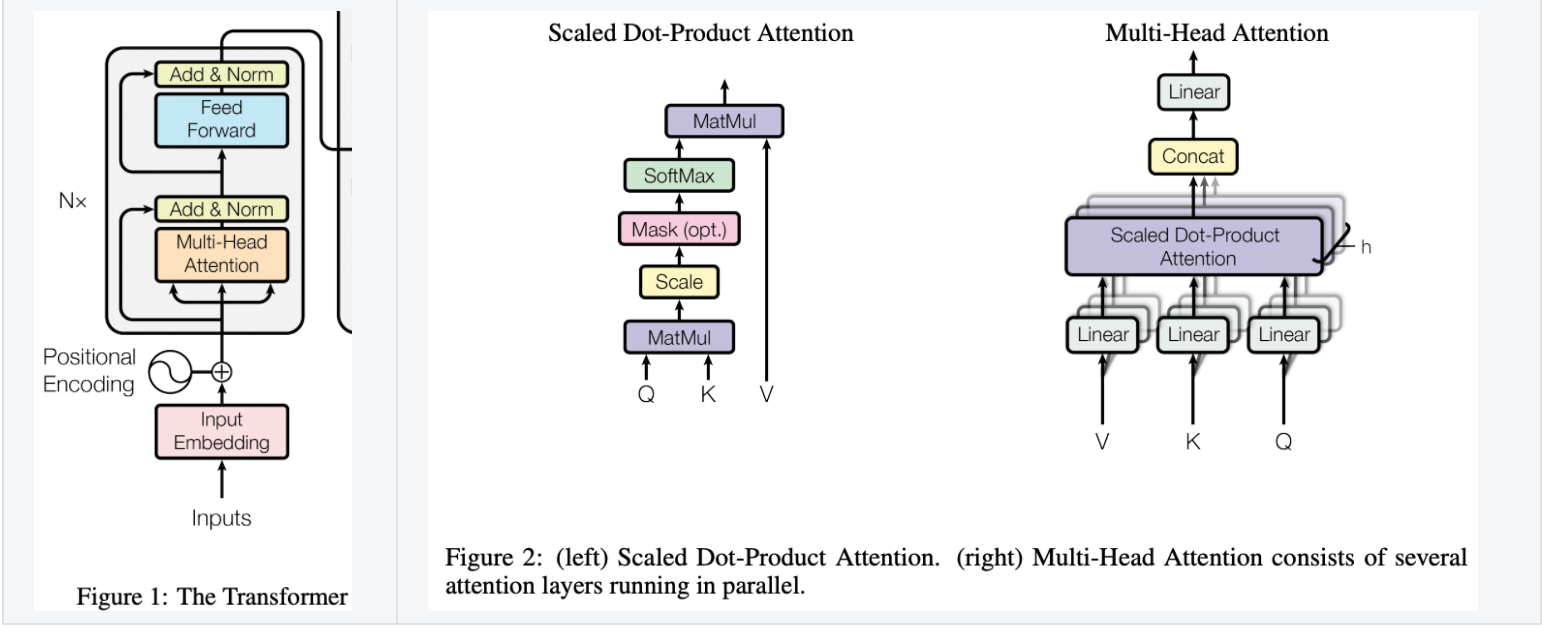 Add & Norm
Feed
Forward
Nx
Add & Norm
Multi-Head
Attention
Positional
Encoding
Input
Embedding
Inputs
Figure 1: The Transformer
Scaled Dot-Product Attention
MatMul
SoftMax
Mask (opt.)
Scale
MatMul
Q K V
Multi-Head Attention
Linear
Concat
Scaled Dot-Product
Attention
h
Linear Linear Linear
V K Q
Figure 2: (left) Scaled Dot-Product Attention. (right) Multi-Head Attention consists of several
attention layers running in parallel.